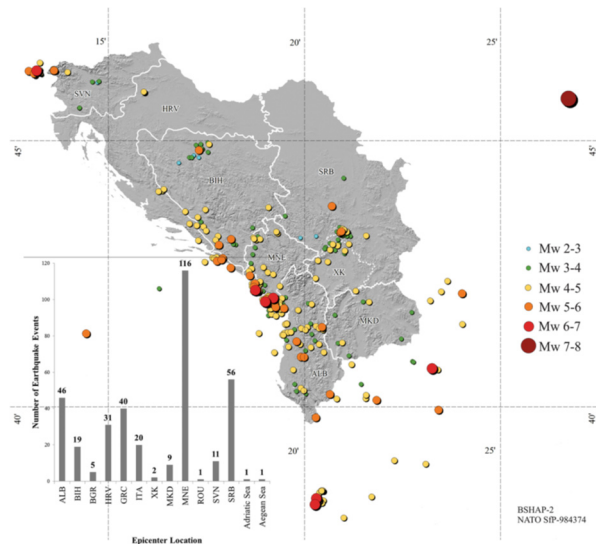 15'
20'
25'
SVN
HRV
45'
45'
SRB
BIH
MNE
XK
MKD
ALB
Mw 2-3
Mw 3-4
Mw 4-5
Mw 5-6
Mw 6-7
Mw 7-8
Number of Earthquake Events
120
100
80
60
40
20
0
46
19
5
31
40
20
2
9
116
1
11
56
1
1
ALB
BIH
BGR
HRV
GRC
ITA
XK
MKD
MNE
ROU
SVN
SRB
Adriatic Sea
Aegean Sea
Epicenter Location
40'
40'
20'
25'
BSHAP-2
NATO SfP-984374